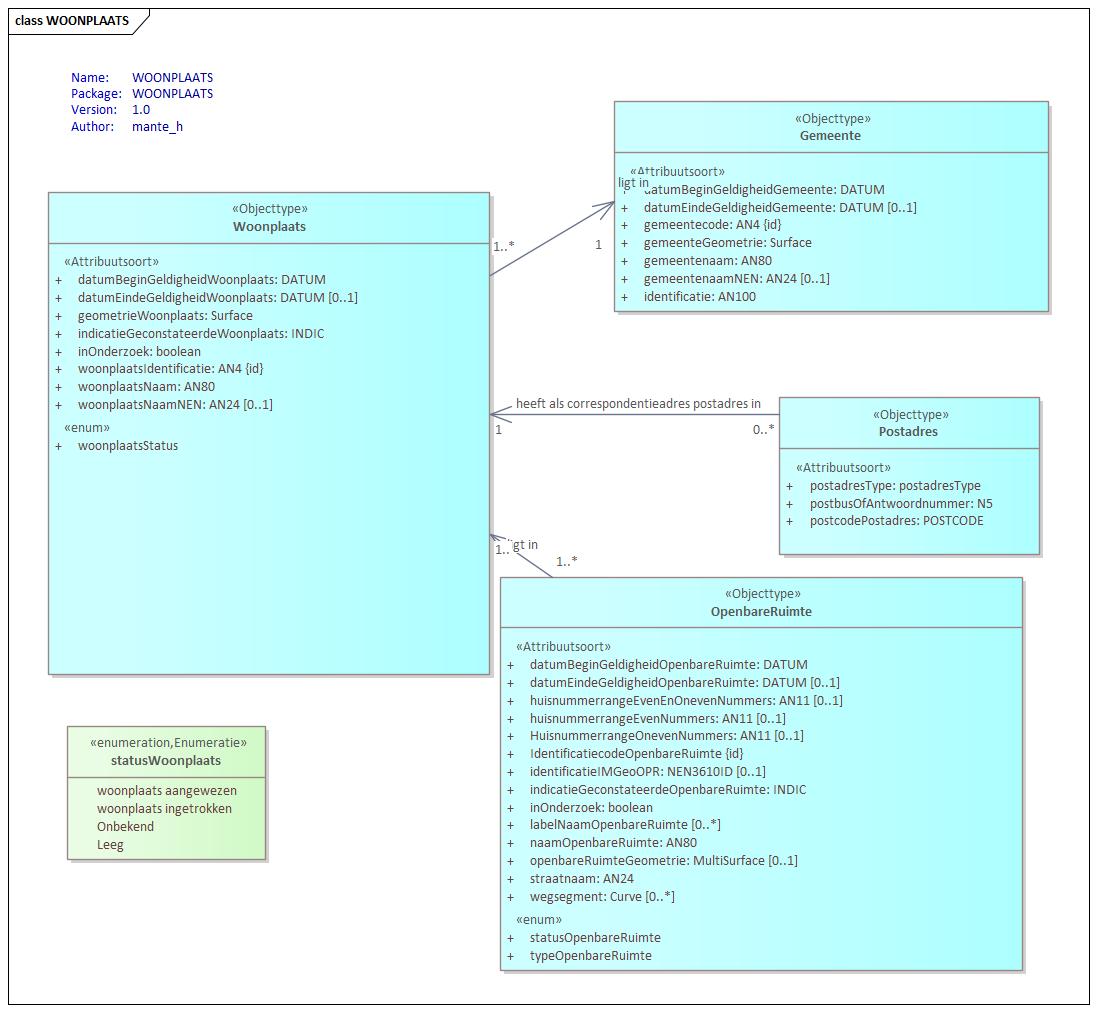 class WOONPLAATS
Name: WOONPLAATS
Package: WOONPLAATS
Version: 1.0
Author: mante_h
«Objecttype»
Gemeente
«Attribuutsoort»
ligt in
+ datumBeginGeldigheidGemeente: DATUM
+ datumEindeGeldigheidGemeente: DATUM [0..1]
+ gemeentecode: AN4 {id}
+ gemeenteGeometrie: Surface
+ gemeentenaam: AN80
+ gemeentenaamNEN: AN24 [0..1]
+ identificatie: AN100
1..*
1
«Objecttype»
Woonplaats
«Attribuutsoort»
+ datumBeginGeldigheidWoonplaats: DATUM
+ datumEindeGeldigheidWoonplaats: DATUM [0..1]
+ geometrieWoonplaats: Surface
+ indicatieGeconstateerdeWoonplaats: INDIC
+ inOnderzoek: boolean
+ woonplaatsIdentificatie: AN4 {id}
+ woonplaatsNaam: AN80
+ woonplaatsNaamNEN: AN24 [0..1]
«enum»
+ woonplaatsStatus
heeft als correspondentieadres postadres in
1
0..*
«Objecttype»
Postadres
«Attribuutsoort»
+ postadresType: postadresType
+ postbusOfAntwoordnummer: N5
+ postcodePostadres: POSTCODE
1..
gt in
1..*
«Objecttype»
OpenbareRuimte
«Attribuutsoort»
+ datumBeginGeldigheidOpenbareRuimte: DATUM
+ datumEindeGeldigheidOpenbareRuimte: DATUM [0..1]
+ huisnummerrangeEvenEnOnevenNummers: AN11 [0..1]
+ huisnummerrangeEvenNummers: AN11 [0..1]
+ HuisnummerrangeOnevenNummers: AN11 [0..1]
+ IdentificatiecodeOpenbareRuimte {id}
+ identificatieIMGeoOPR: NEN3610ID [0..1]
+ indicatieGeconstateerdeOpenbareRuimte: INDIC
+ inOnderzoek: boolean
+ labelNaamOpenbareRuimte [0..*]
+ naamOpenbareRuimte: AN80
+ openbareRuimteGeometrie: MultiSurface [0..1]
+ straatnaam: AN24
+ wegsegment: Curve [0..*]
«enum»
+ statusOpenbareRuimte
+ typeOpenbareRuimte
«enumeration,Enumeratie»
statusWoonplaats
woonplaats aangewezen
woonplaats ingetrokken
Onbekend
Leeg